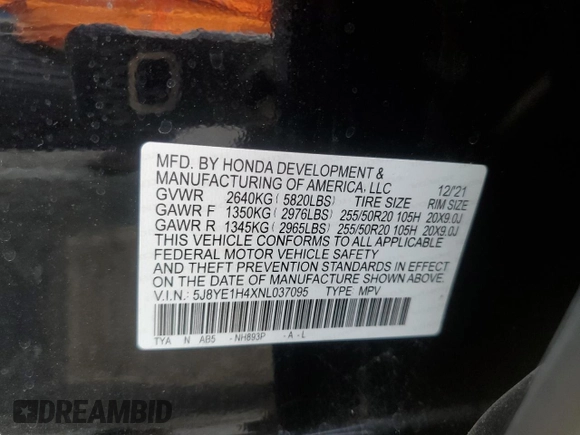 MFD. BY HONDA DEVELOPMENT &
MANUFACTURING OF AMERICA, LLC 12/'21
GVWR 2640KG ( 5820LBS) TIRE SIZE RIM SIZE
GAWR F 1350KG ( 2976LBS) 255/50R20 105H 20X9.0J
GAWR R 1345KG ( 2965LBS) 255/50R20 105H 20X9.0J
THIS VEHICLE CONFORMS TO ALL APPLICABLE
FEDERAL MOTOR VEHICLE SAFETY
AND THEFT PREVENTION STANDARDS IN EFFECT
ON THE DATE OF MANUFACTURE SHOWN ABOVE.
V.I.N.: 5J8YE1H4XNL037095 TYPE MPV
TYA N AB5 -NH893P -A -L
DREAMBID